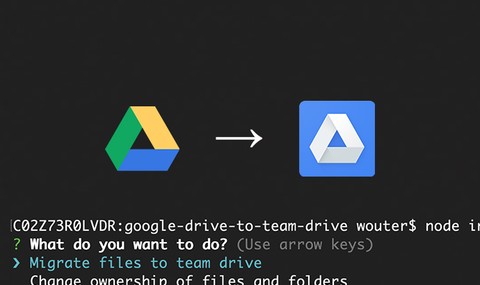 C02Z73R0LVDR:google-drive-to-team-drive wouter$ node
? What do you want to do? (Use arrow keys)
❯ Migrate files to team drive
Change ownership of files and folders